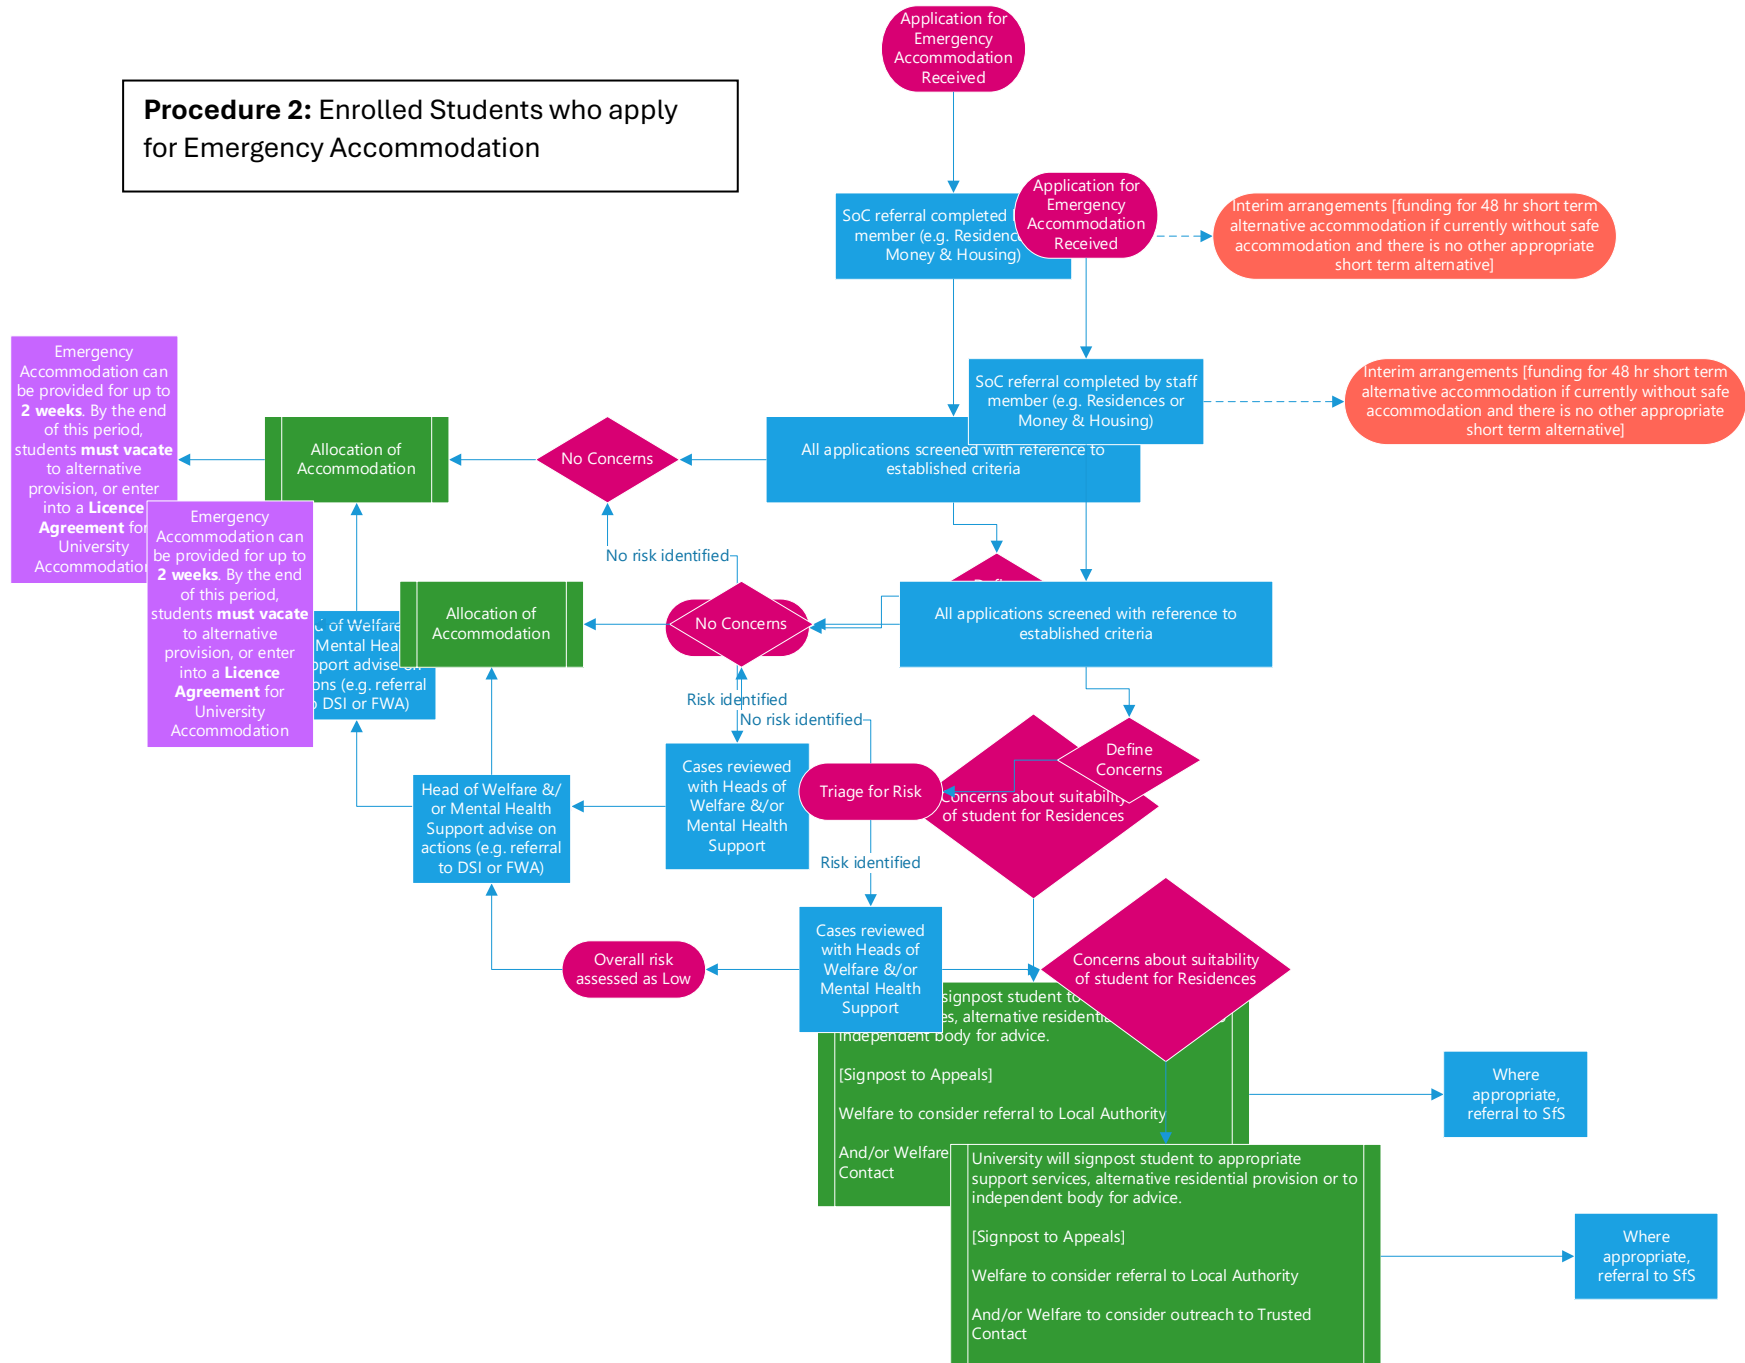 Application for
Emergency
Accommodation
Received
Procedure 2: Enrolled Students who apply
for Emergency Accommodation
SoC referral completed
member (e.g.
Money & Housing)
Application for
Emergency
Accommodation
Received
Interim arrangements [funding for 48 hr short term
alternative accommodation if currently without safe
accommodation and there is no other appropriate
short term alternative]
SoC referral completed by staff
member (e.g. Residences or
Money & Housing)
Interim arrangements [funding for 48 hr short term
alternative accommodation if currently without safe
accommodation and there is no other appropriate
short term alternative]
Emergency
Accommodation can
be provided for up to
2 weeks. By the end
of this period,
students must vacate
to alternative
provision, or enter
into a Licence
Agreement for
University
Accommodation
Allocation of
Accommodation
No Concerns
All applications screened with reference to
established criteria
Emergency
Accommodation can
be provided for up to
2 weeks. By the end
of this period,
students must vacate
to alternative
provision, or enter
into a Licence
Agreement for
University
Accommodation
of Welfare
Mental
advise
(e.g. referral
DSI or FWA)
Allocation of
Accommodation
No risk identified
No Concerns
All applications screened with reference to
established criteria
Risk identified
No risk identified
Define
Concerns
Cases reviewed
with Heads of
Welfare &/or
Mental Health
Support
Triage for Risk
Concerns about suitability
of student for Residences
Head of Welfare &/
or Mental Health
Support advise on
actions (e.g. referral
to DSI or FWA)
Risk identified
Overall risk
assessed as Low
Cases reviewed
with Heads of
Welfare &/or
Mental Health
Support
Concerns about suitability
of student for Residences
signpost student to
alternative
independent body for advice.
[Signpost to Appeals]
Welfare to consider referral to Local Authority
And/or Welfare
Contact
Where
appropriate,
referral to SfS
University will signpost student to appropriate
support services, alternative residential provision or to
independent body for advice.
[Signpost to Appeals]
Welfare to consider referral to Local Authority
And/or Welfare to consider outreach to Trusted
Contact
Where
appropriate,
referral to SfS